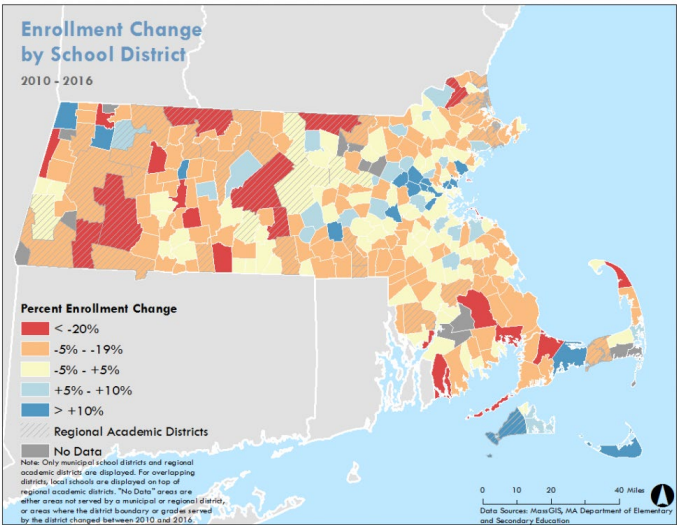 Enrollment Change
by School District
2010 - 2016
Percent Enrollment Change
< -20%
-5% - -19%
-5% - +5%
+5% - +10%
> +10%
Regional Academic Districts
No Data
Note: Only municipal school districts and regional
academic districts are displayed. For overlapping
districts, local schools are displayed on top of
regional academic districts. "No Data" areas are
either areas not served by a municipal or regional district,
or areas where the district boundary or grades served
by the district changed between 2010 and 2016.
0 20 40 Miles
Data Sources: MassGIS, MA Department of Elementary
and Secondary Education